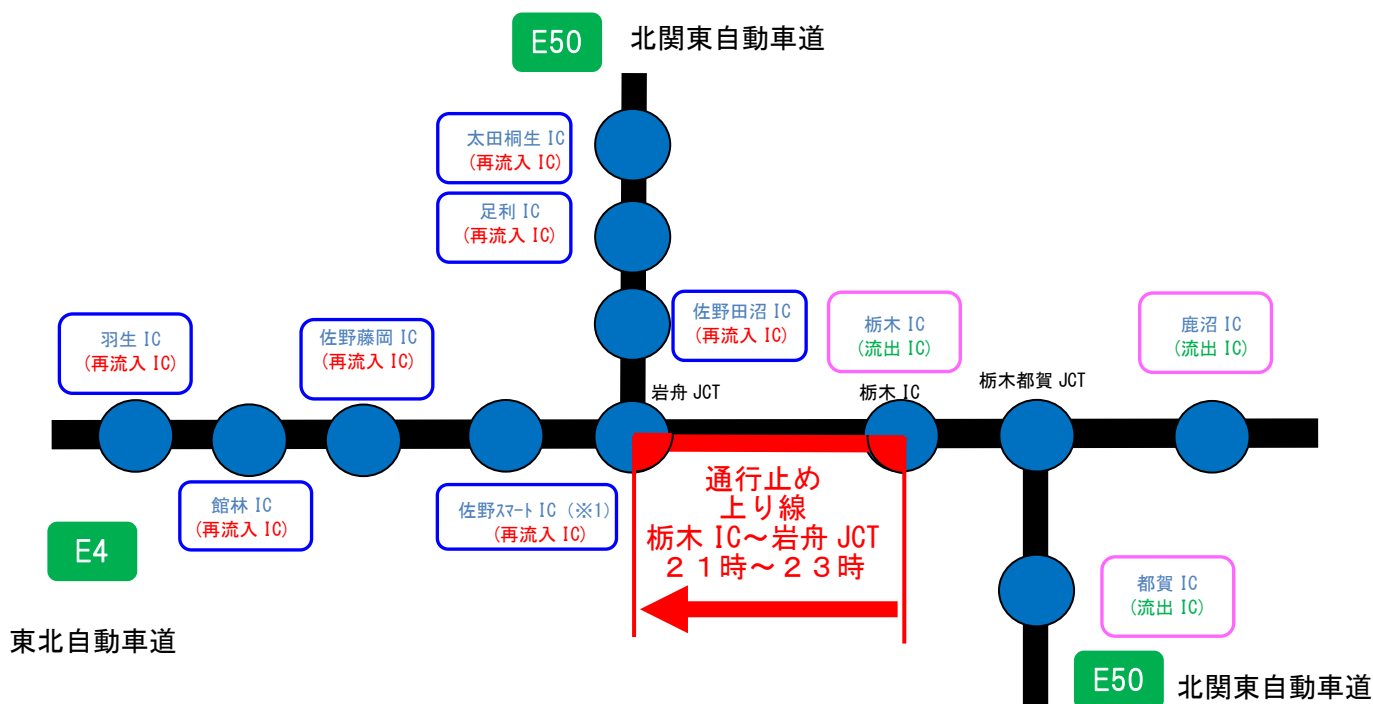 E50
北関東自動車道
太田桐生 IC
(再流入 IC)
足利 IC
(再流入 IC)
佐野田沼 IC
(再流入 IC)
栃木 IC
(流出 IC)
鹿沼 IC
(流出 IC)
羽生 IC
(再流入 IC)
佐野藤岡 IC
(再流入 IC)
岩舟 JCT
栃木 IC
栃木都賀 JCT
館林 IC
(再流入 IC)
佐野スマート IC (※1)
(再流入 IC)
通行止め
上り線
栃木 IC～岩舟 JCT
２１時～２３時
E4
東北自動車道
都賀 IC
(流出 IC)
E50
北関東自動車道